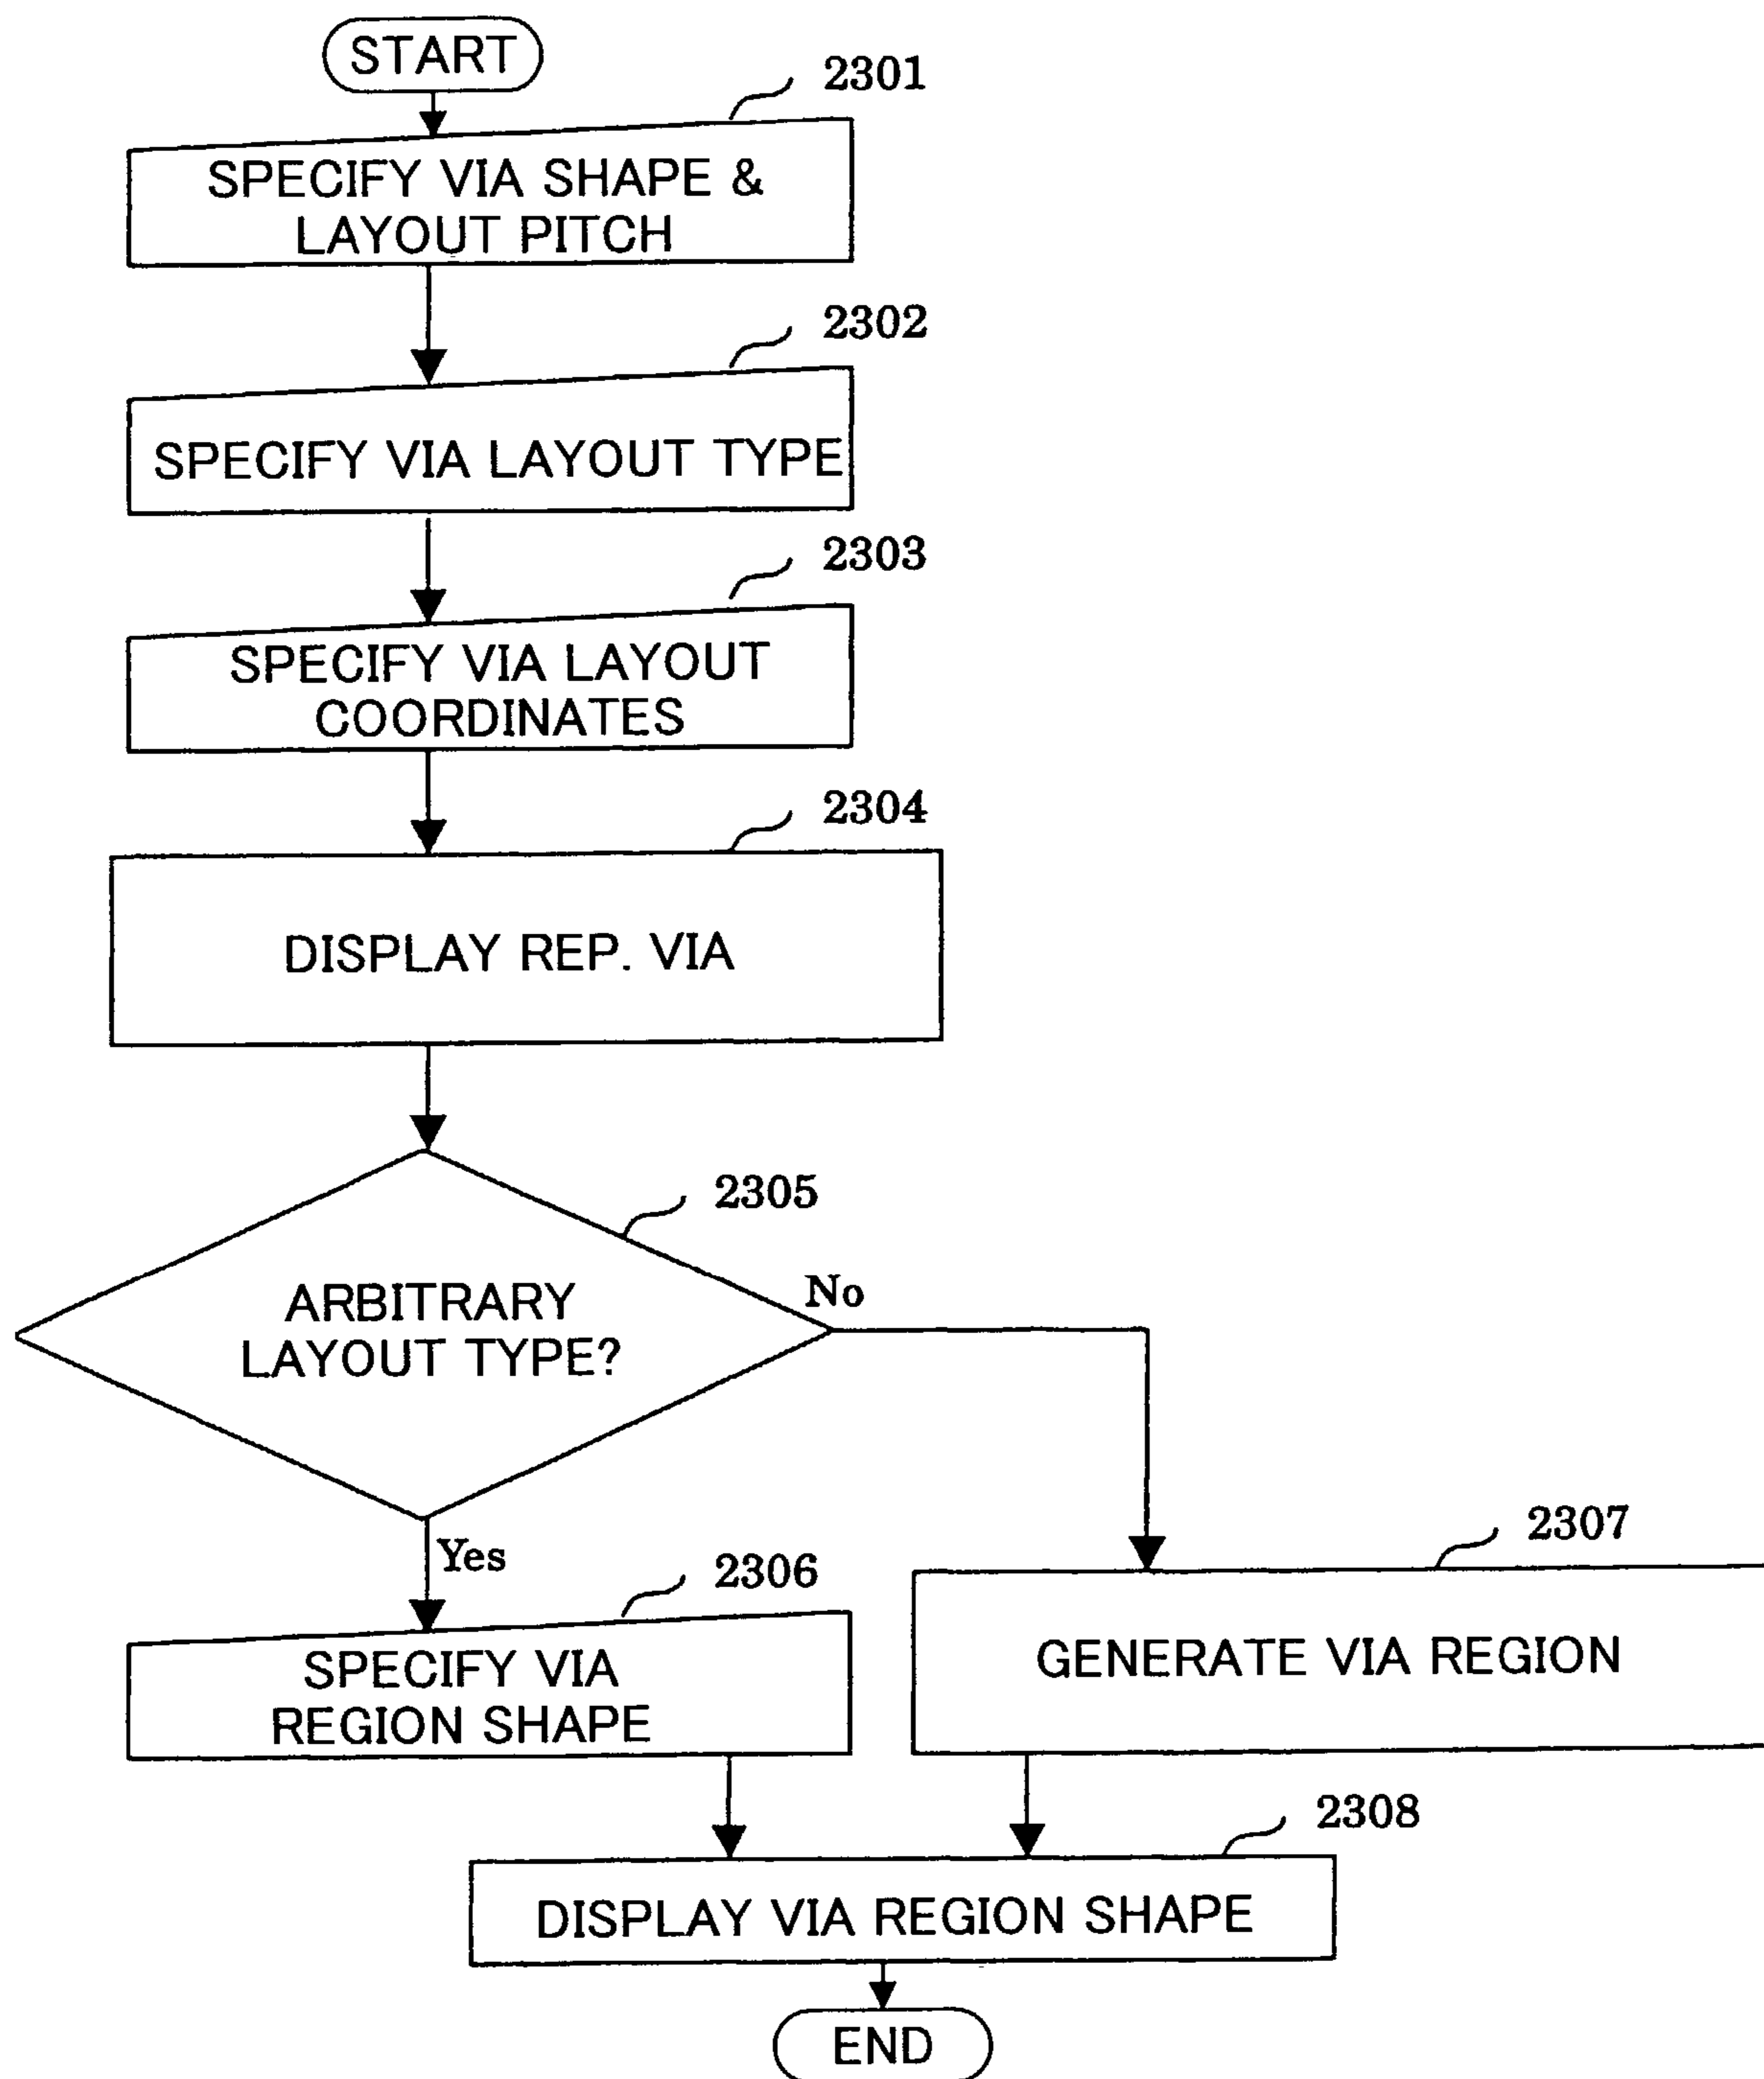 START
2301
SPECIFY VIA SHAPE &
LAYOUT PITCH
2302
SPECIFY VIA LAYOUT TYPE
2303
SPECIFY VIA LAYOUT
COORDINATES
2304
DISPLAY REP. VIA
2305
ARBITRARY
LAYOUT TYPE?
No
Yes
2306
SPECIFY VIA
REGION SHAPE
2307
GENERATE VIA REGION
2308
DISPLAY VIA REGION SHAPE
END